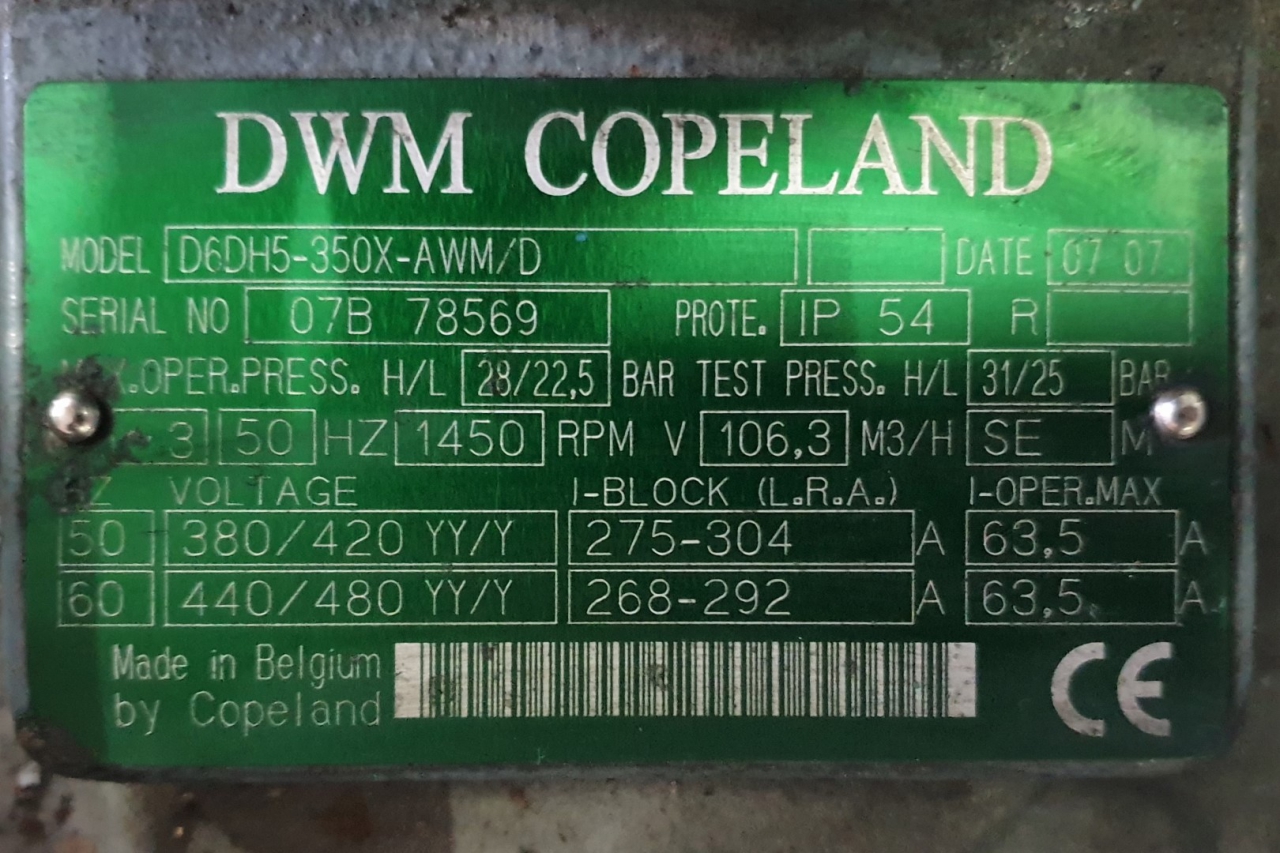 DWM COPELAND
MODEL D6DH5-350X-AWM/D DATE 07 07
SERIAL NO 07B 78569 PROTE. IP 54 R
.OPER.PRESS. H/L 28/22,5 BAR TEST PRESS. H/L 31/25 BAR
3 50 HZ 1450 RPM V 106,3 M3/H SE M
HZ VOLTAGE I-BLOCK (L.R.A.) I-OPER.MAX
50 380/420 YY/Y 275-304 A 63,5 A
60 440/480 YY/Y 268-292 A 63,5 A
Made in Belgium
by Copeland
CE